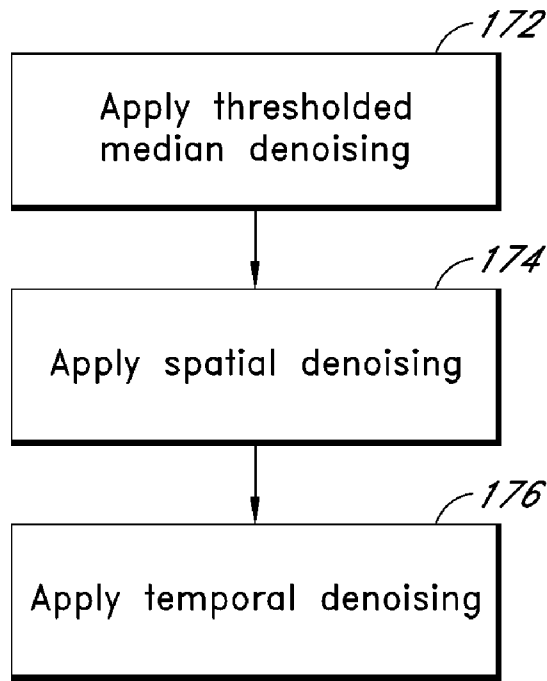 172
Apply thresholded
median denoising
174
Apply spatial denoising
176
Apply temporal denoising